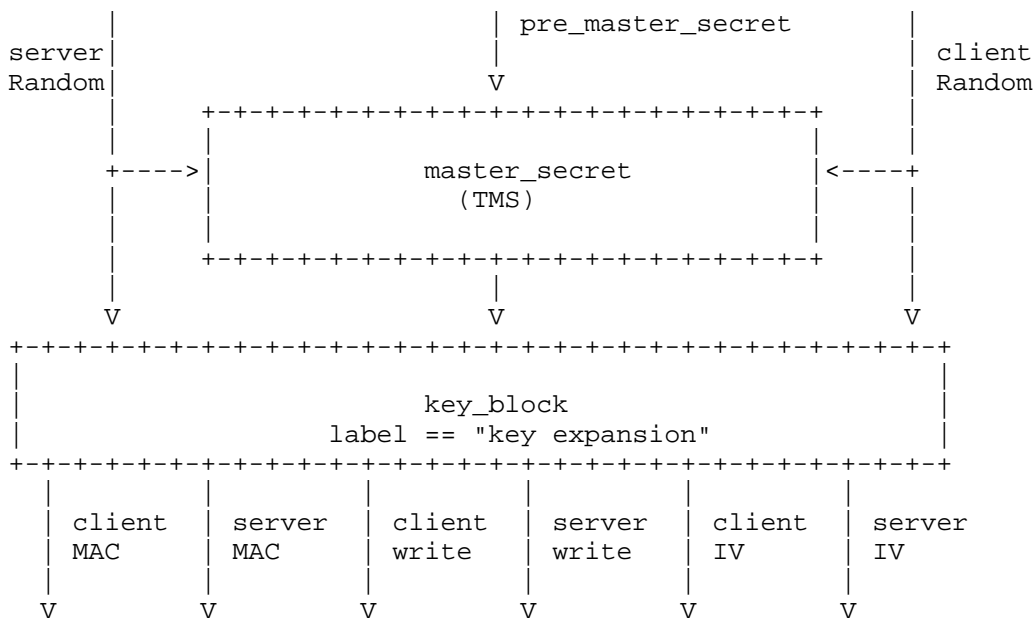 | | pre_master_secret |
server| | | client
Random| V | Random
| +-+-+-+-+-+-+-+-+-+-+-+-+-+-+-+-+-+-+-+ |
| | | |
+---->| master_secret |<----+
| | (TMS) | |
| | | |
| +-+-+-+-+-+-+-+-+-+-+-+-+-+-+-+-+-+-+-+ |
| | |
V V V
+-+-+-+-+-+-+-+-+-+-+-+-+-+-+-+-+-+-+-+-+-+-+-+-+-+-+-+-+-+
| |
| key_block |
| label == "key expansion" |
+-+-+-+-+-+-+-+-+-+-+-+-+-+-+-+-+-+-+-+-+-+-+-+-+-+-+-+-+-+
| | | | | |
| client | server | client | server | client | server
| MAC | MAC | write | write | IV | IV
| | | | | |
V V V V V V